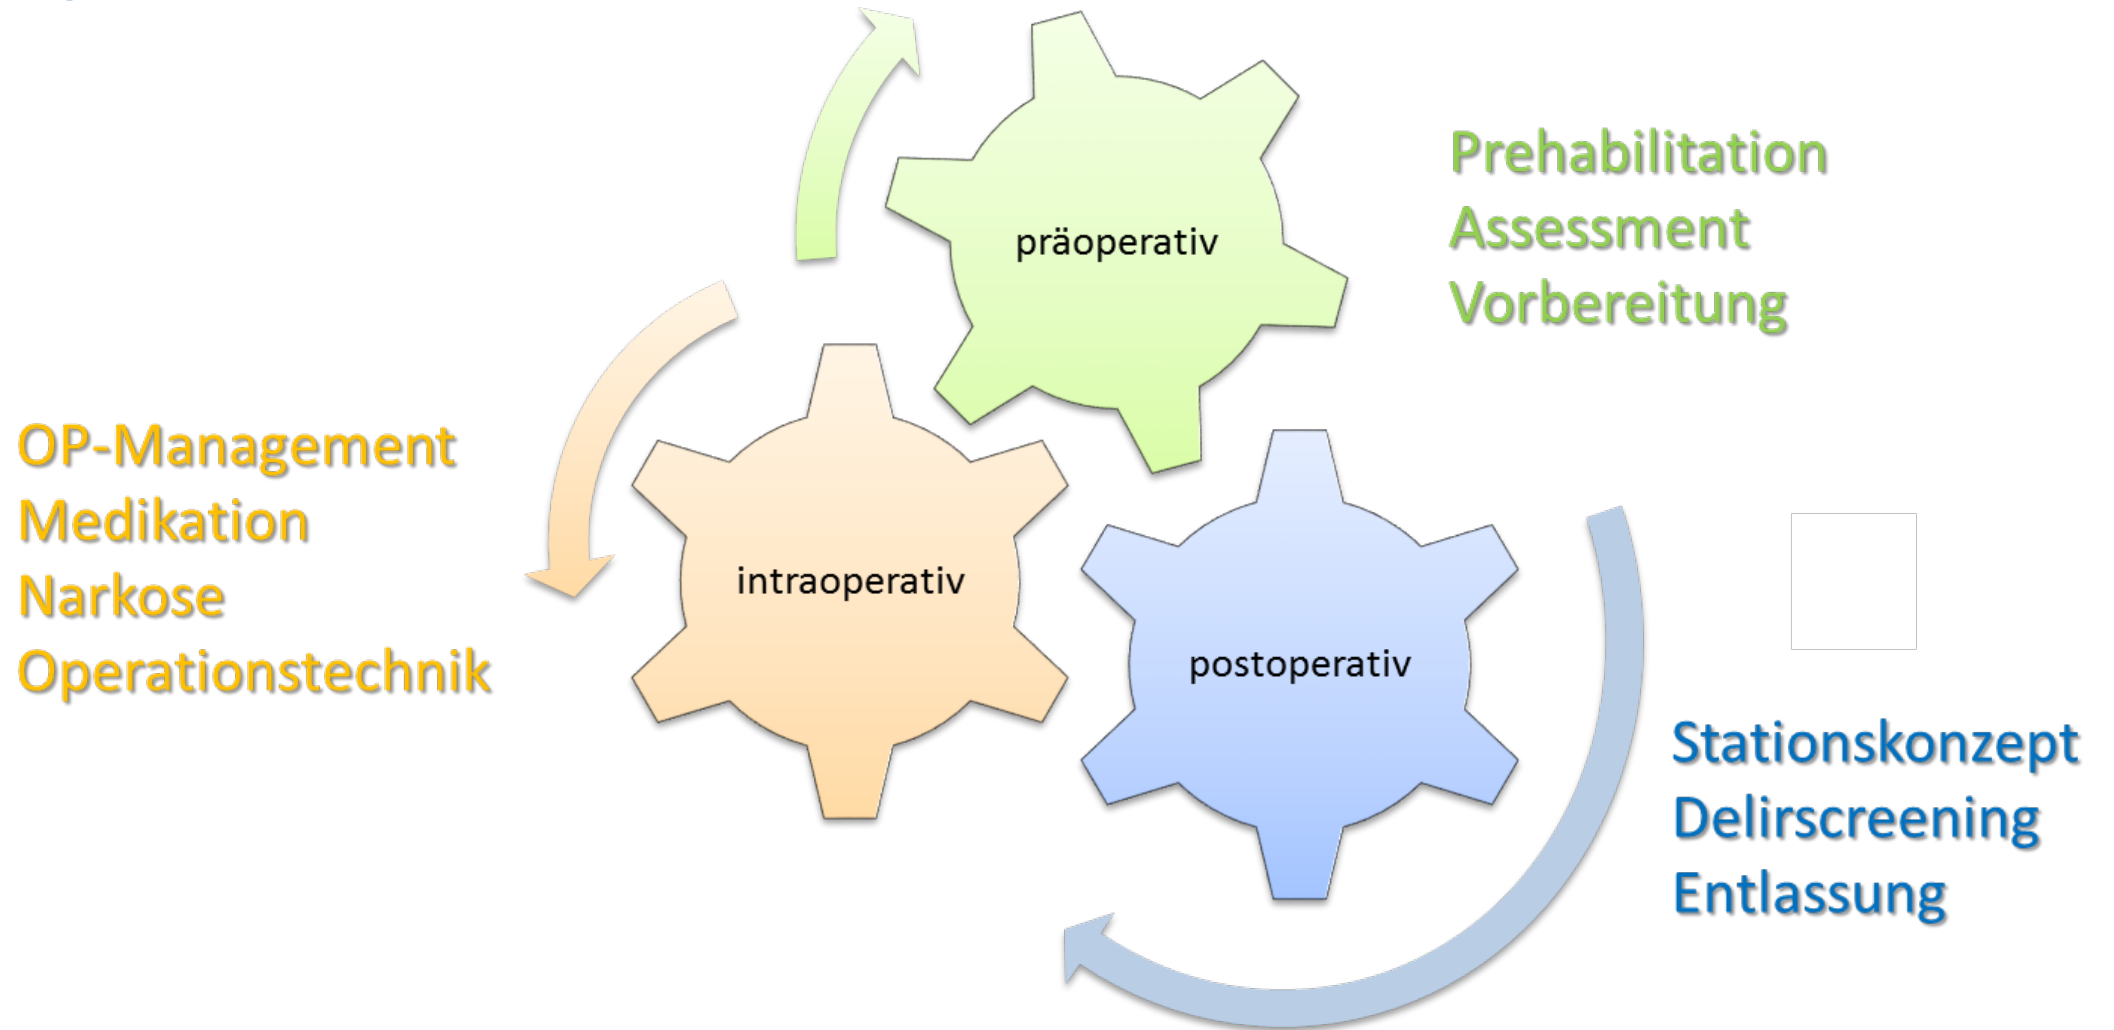 präoperativ
Prehabilitation
Assessment
Vorbereitung
OP-Management
Medikation
Narkose
Operationstechnik
intraoperativ
postoperativ
Stationskonzept
Delirscreening
Entlassung